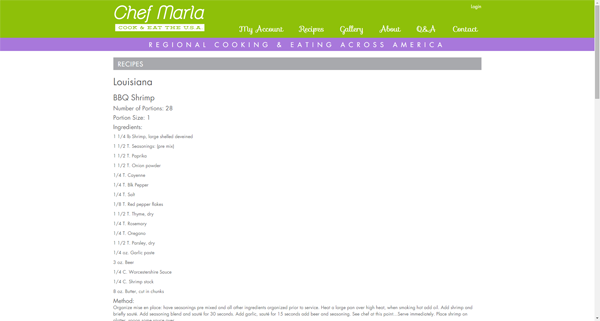 Chef Marla
COOK & EAT THE U.S.A.
Login
My Account Recipes Gallery About Q&A Contact
REGIONAL COOKING & EATING ACROSS AMERICA
RECIPES
Louisiana
BBQ Shrimp
Number of Portions: 28
Portion Size: 1
Ingredients:
1 1/4 lb Shrimp, large shelled deveined
1 1/2 T. Seasonings (pre mix)
1 1/2 T. Paprika
1 1/2 T. Onion powder
1/4 T. Cayenne
1/4 T. Blk Pepper
1/4 T. Salt
1/8 T. Red pepper flakes
1 1/2 T. Thyme, dry
1/4 T. Rosemary
1/4 T. Oregano
1 1/2 T. Parsley, dry
1/4 oz. Garlic paste
3 oz. Beer
1/4 C. Worcestershire Sauce
1/4 C. Shrimp stock
8 oz. Butter, cut in chunks
Method:
Organize mise en place: have seasonings pre mixed and all other ingredients organized prior to service. Heat a large pan over high heat; when smoking hot add oil. Add shrimp and
briefly sauté. Add seasoning blend and sauté for 30 seconds. Add garlic, sauté for 15 seconds add beer and seasoning. See chef at this point . Serve immediately. Place shrimp on